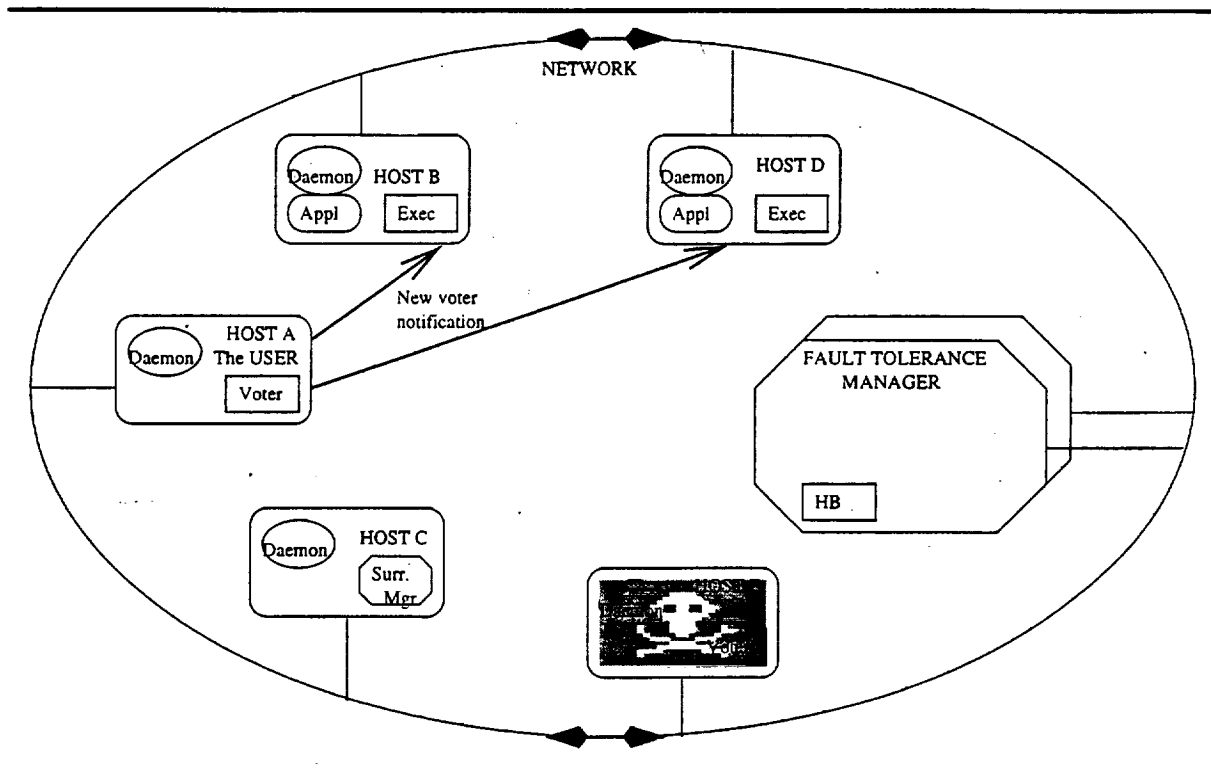 NETWORK
Daemon
HOST B
Appl
Exec
Daemon
HOST D
Appl
Exec
New voter
notification
HOST A
Daemon
The USER
Voter
FAULT TOLERANCE
MANAGER
HB
Daemon
HOST C
Surr.
Mgr